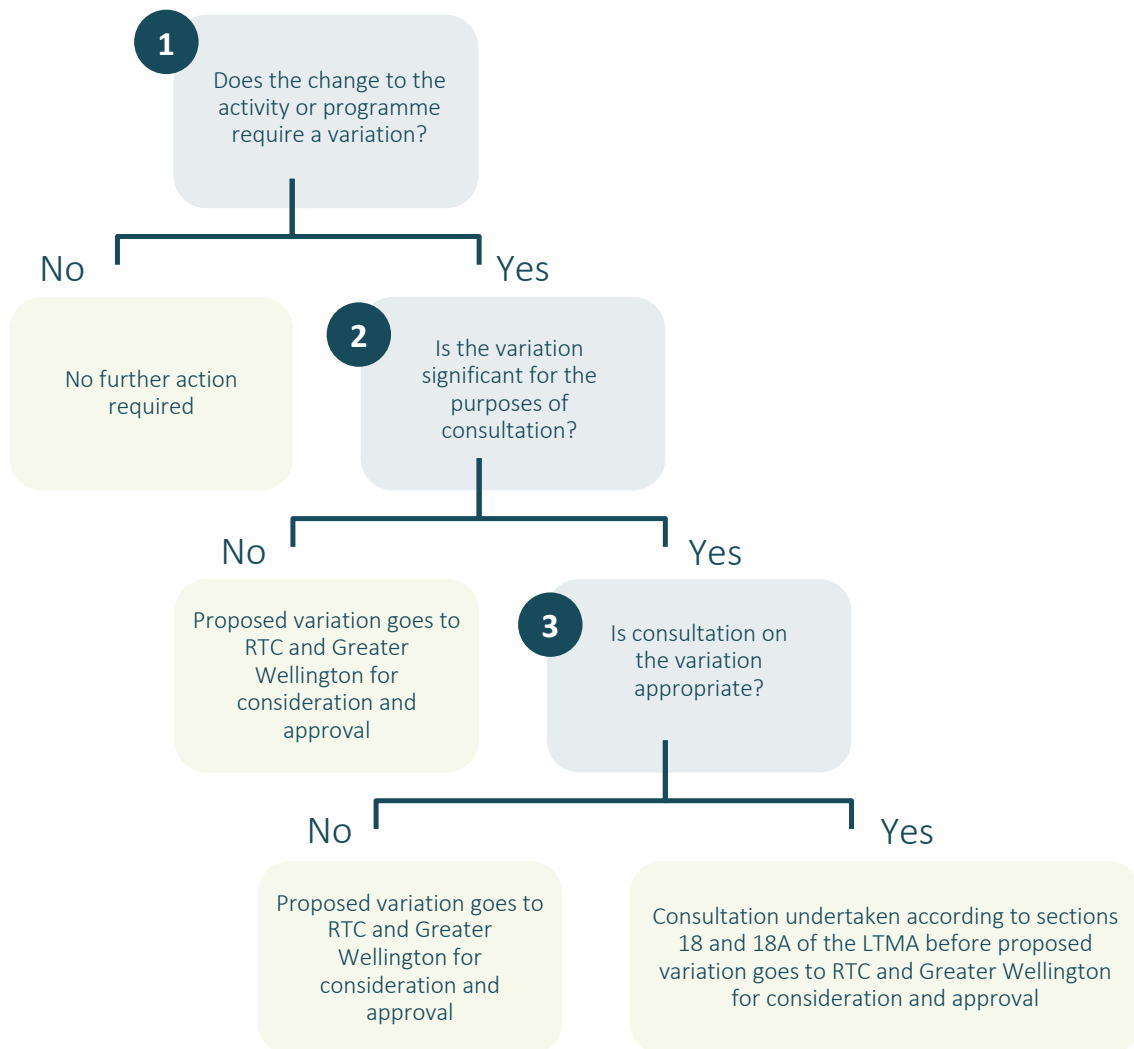 1
Does the change to the
activity or programme
require a variation?
No
Yes
No further action
required
2
Is the variation
significant for the
purposes of
consultation?
No
Yes
Proposed variation goes to
RTC and Greater
Wellington for
consideration and
approval
3
Is consultation on
the variation
appropriate?
No
Yes
Proposed variation goes to
RTC and Greater
Wellington for
consideration and
approval
Consultation undertaken according to sections
18 and 18A of the LTMA before proposed
variation goes to RTC and Greater Wellington
for consideration and approval